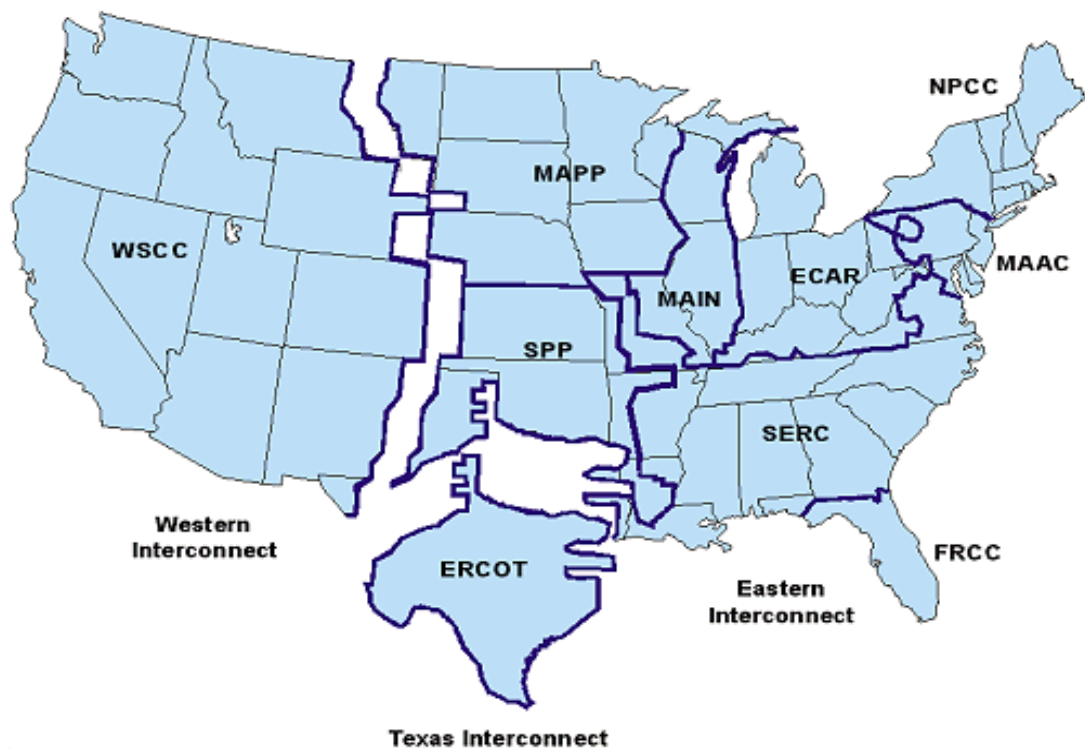 NPCC
MAPP
WSCC
MAAC
ECAR
MAIN
SPP
SERC
Western
Interconnect
FRCC
ERCOT
Eastern
Interconnect
Texas Interconnect